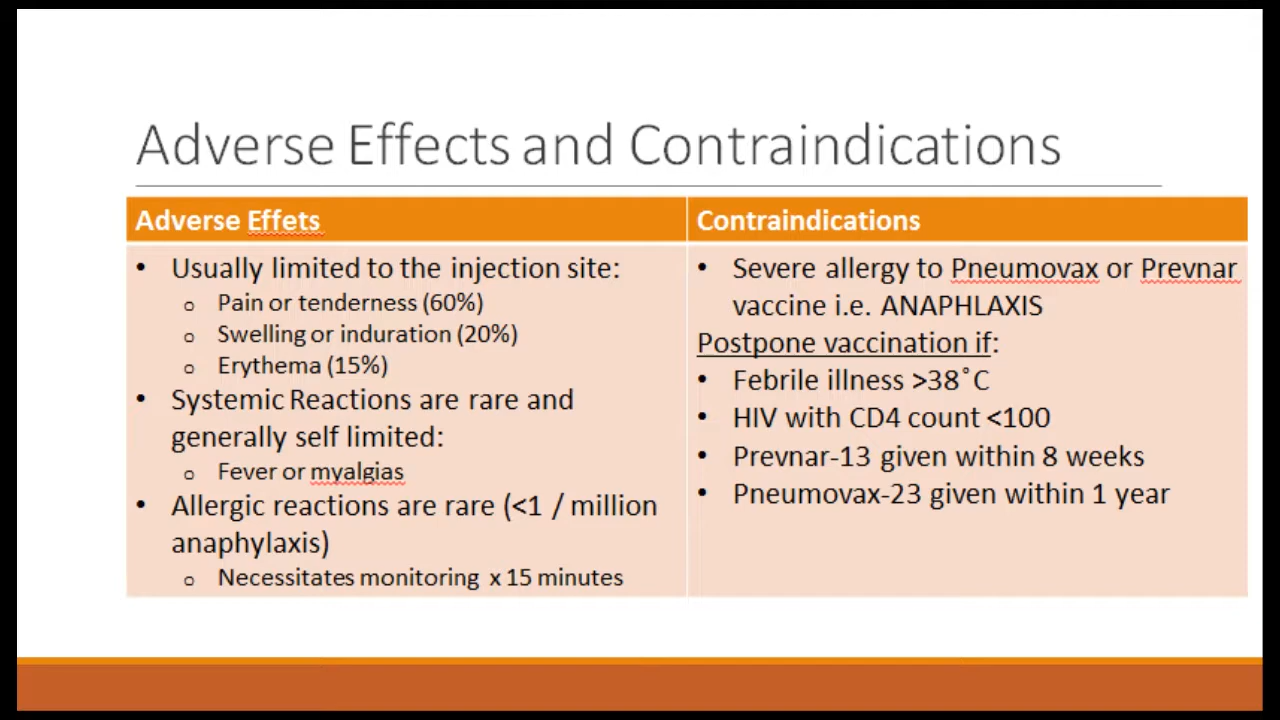 Adverse Effects and Contraindications
Adverse Effets
• Usually limited to the injection site:
o Pain or tenderness (60%)
o Swelling or induration (20%)
o Erythema (15%)
• Systemic Reactions are rare and
generally self limited:
o Fever or myalgias
• Allergic reactions are rare (<1 / million
anaphylaxis)
o Necessitates monitoring x 15 minutes
Contraindications
• Severe allergy to Pneumovax or Prevnar
vaccine i.e. ANAPHLAXIS
Postpone vaccination if:
• Febrile illness >38˚C
• HIV with CD4 count <100
• Prevnar-13 given within 8 weeks
• Pneumovax-23 given within 1 year